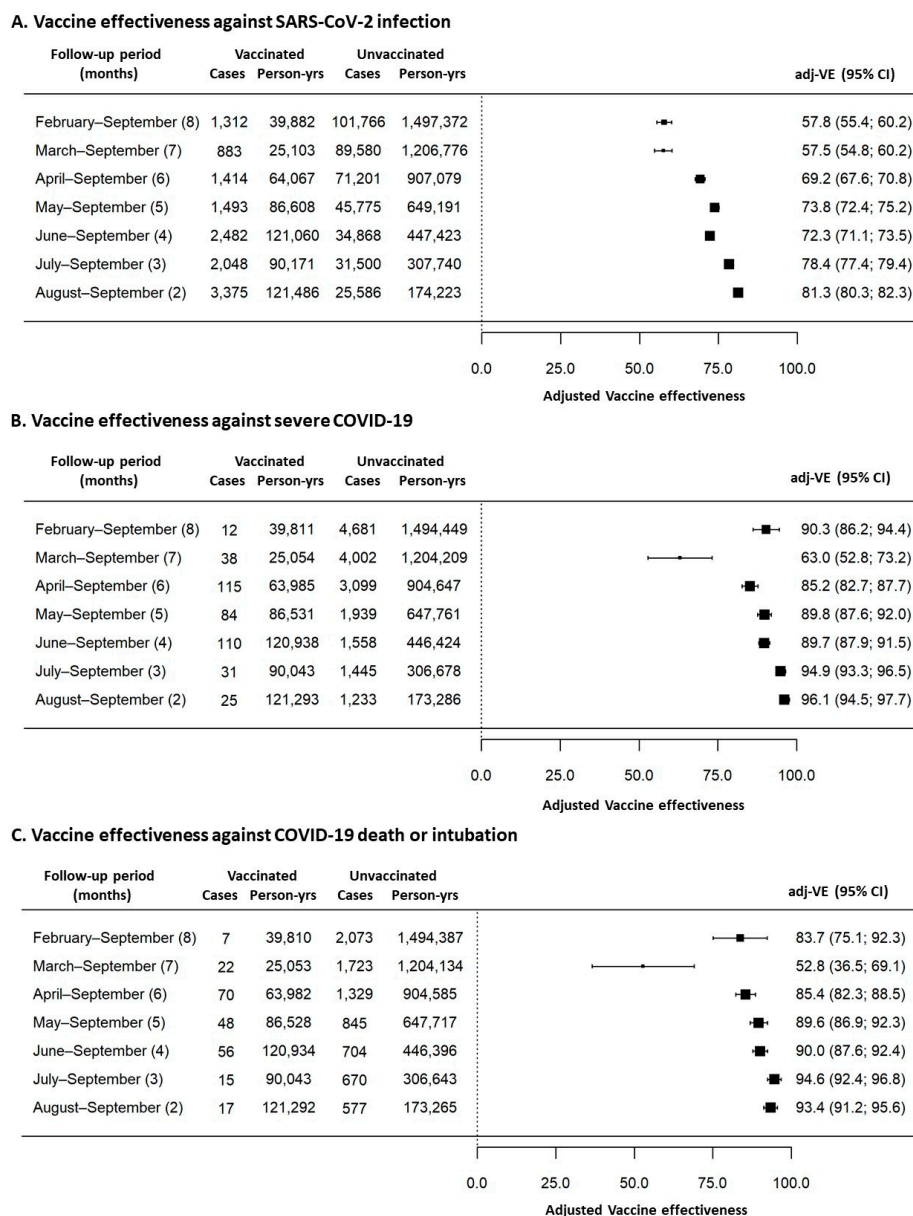 A. Vaccine effectiveness against SARS-CoV-2 infection
Follow-up period Vaccinated Unvaccinated
(months) Cases Person-yrs Cases Person-yrs adj-VE (95% CI)
February–September (8) 1,312 39,882 101,766 1,497,372 57.8 (55.4; 60.2)
March–September (7) 883 25,103 89,580 1,206,776 57.5 (54.8; 60.2)
April–September (6) 1,414 64,067 71,201 907,079 69.2 (67.6; 70.8)
May–September (5) 1,493 86,608 45,775 649,191 73.8 (72.4; 75.2)
June–September (4) 2,482 121,060 34,868 447,423 72.3 (71.1; 73.5)
July–September (3) 2,048 90,171 31,500 307,740 78.4 (77.4; 79.4)
August–September (2) 3,375 121,486 25,586 174,223 81.3 (80.3; 82.3)
0.0 25.0 50.0 75.0 100.0
Adjusted Vaccine effectiveness
B. Vaccine effectiveness against severe COVID-19
Follow-up period Vaccinated Unvaccinated
(months) Cases Person-yrs Cases Person-yrs adj-VE (95% CI)
February–September (8) 12 39,811 4,681 1,494,449 90.3 (86.2; 94.4)
March–September (7) 38 25,054 4,002 1,204,209 63.0 (52.8; 73.2)
April–September (6) 115 63,985 3,099 904,647 85.2 (82.7; 87.7)
May–September (5) 84 86,531 1,939 647,761 89.8 (87.6; 92.0)
June–September (4) 110 120,938 1,558 446,424 89.7 (87.9; 91.5)
July–September (3) 31 90,043 1,445 306,678 94.9 (93.3; 96.5)
August–September (2) 25 121,293 1,233 173,286 96.1 (94.5; 97.7)
0.0 25.0 50.0 75.0 100.0
Adjusted Vaccine effectiveness
C. Vaccine effectiveness against COVID-19 death or intubation
Follow-up period Vaccinated Unvaccinated
(months) Cases Person-yrs Cases Person-yrs adj-VE (95% CI)
February–September (8) 7 39,810 2,073 1,494,387 83.7 (75.1; 92.3)
March–September (7) 22 25,053 1,723 1,204,134 52.8 (36.5; 69.1)
April–September (6) 70 63,982 1,329 904,585 85.4 (82.3; 88.5)
May–September (5) 48 86,528 845 647,717 89.6 (86.9; 92.3)
June–September (4) 56 120,934 704 446,396 90.0 (87.6; 92.4)
July–September (3) 15 90,043 670 306,643 94.6 (92.4; 96.8)
August–September (2) 17 121,292 577 173,265 93.4 (91.2; 95.6)
0.0 25.0 50.0 75.0 100.0
Adjusted Vaccine effectiveness